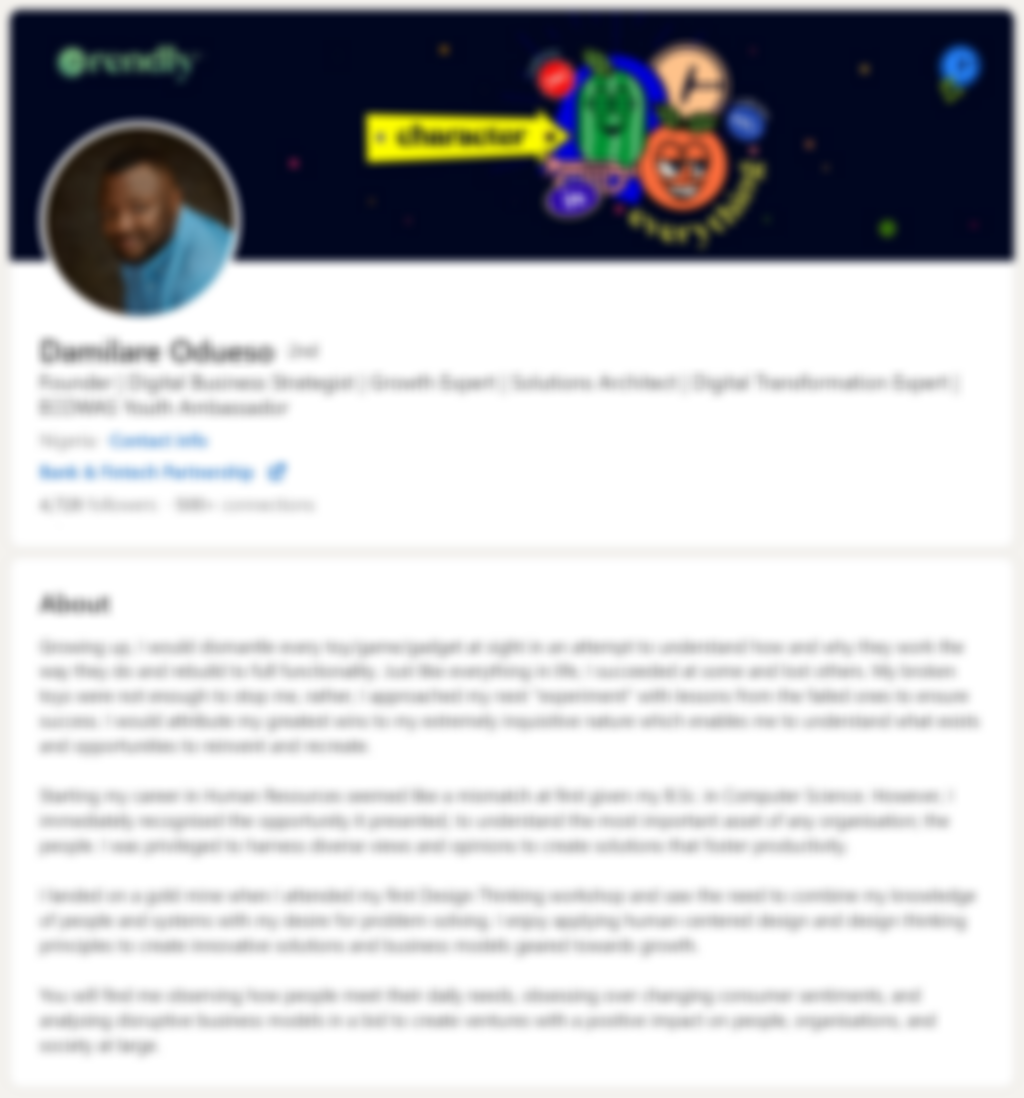 rendly
character
in
everything
Damilare Odueso 2nd
Founder | Digital Business Strategist | Growth Expert | Solutions Architect | Digital Transformation Expert |
ECOWAS Youth Ambassador
Nigeria · Contact info
Bank & Fintech Partnership
followers · 500+ connections
About
Growing up, I would dismantle every toy/game/gadget at sight in an attempt to understand how and why they work the
way they do and rebuild to full functionality. Just like everything in life, I succeeded at some and lost others. My broken
toys were not enough to stop me, rather, I approached my next "experiment" with lessons from the failed ones to ensure
success. I would attribute my greatest wins to my extremely inquisitive nature which enables me to understand what exists
and opportunities to reinvent and recreate.
Starting my career in Human Resources seemed like a mismatch at first given my B.Sc. in Computer Science. However, I
immediately recognised the opportunity it presented, to understand the most important asset of any organisation; the
people. I was privileged to harness diverse views and opinions to create solutions that foster productivity.
I landed on a gold mine when I attended my first Design Thinking workshop and saw the need to combine my knowledge
of people and systems with my desire for problem-solving. I enjoy applying human-centered design and design thinking
principles to create innovative solutions and business models geared towards growth.
You will find me observing how people meet their daily needs, obsessing over changing consumer sentiments, and
analysing disruptive business models in a bid to create ventures with a positive impact on people, organisations, and
society at large.